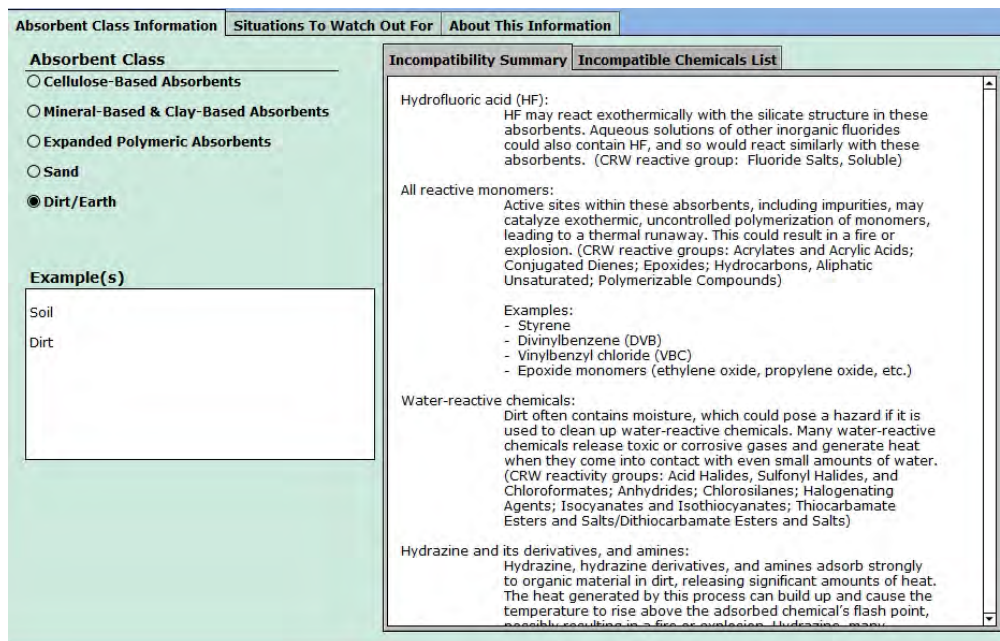 Absorbent Class Information
Situations To Watch Out For
About This Information
Absorbent Class
Cellulose-Based Absorbents
Mineral-Based & Clay-Based Absorbents
Expanded Polymeric Absorbents
Sand
Dirt/Earth
Example(s)
Soil
Dirt
Incompatibility Summary
Incompatible Chemicals List
Hydrofluoric acid (HF):
HF may react exothermically with the silicate structure in these
absorbents. Aqueous solutions of other inorganic fluorides
could also contain HF, and so would react similarly with these
absorbents. (CRW reactive group: Fluoride Salts, Soluble)
All reactive monomers:
Active sites within these absorbents, including impurities, may
catalyze exothermic, uncontrolled polymerization of monomers,
leading to a thermal runaway. This could result in a fire or
explosion. (CRW reactive groups: Acrylates and Acrylic Acids;
Conjugated Dienes; Epoxides; Hydrocarbons, Aliphatic
Unsaturated; Polymerizable Compounds)
Examples:
- Styrene
- Divinylbenzene (DVB)
- Vinylbenzyl chloride (VBC)
- Epoxide monomers (ethylene oxide, propylene oxide, etc.)
Water-reactive chemicals:
Dirt often contains moisture, which could pose a hazard if it is
used to clean up water-reactive chemicals. Many water-reactive
chemicals release toxic or corrosive gases and generate heat
when they come into contact with even small amounts of water.
(CRW reactivity groups: Acid Halides, Sulfonyl Halides, and
Chloroformates; Anhydrides; Chlorosilanes; Halogenating
Agents; Isocyanates and Isothiocyanates; Thiocarbamate
Esters and Salts/Dithiocarbamate Esters and Salts)
Hydrazine and its derivatives, and amines:
Hydrazine, hydrazine derivatives, and amines adsorb strongly
to organic material in dirt, releasing significant amounts of heat.
The heat generated by this process can build up and cause the
temperature to rise above the adsorbed chemical's flash point,
possibly resulting in a fire or explosion. Hydrazine, many